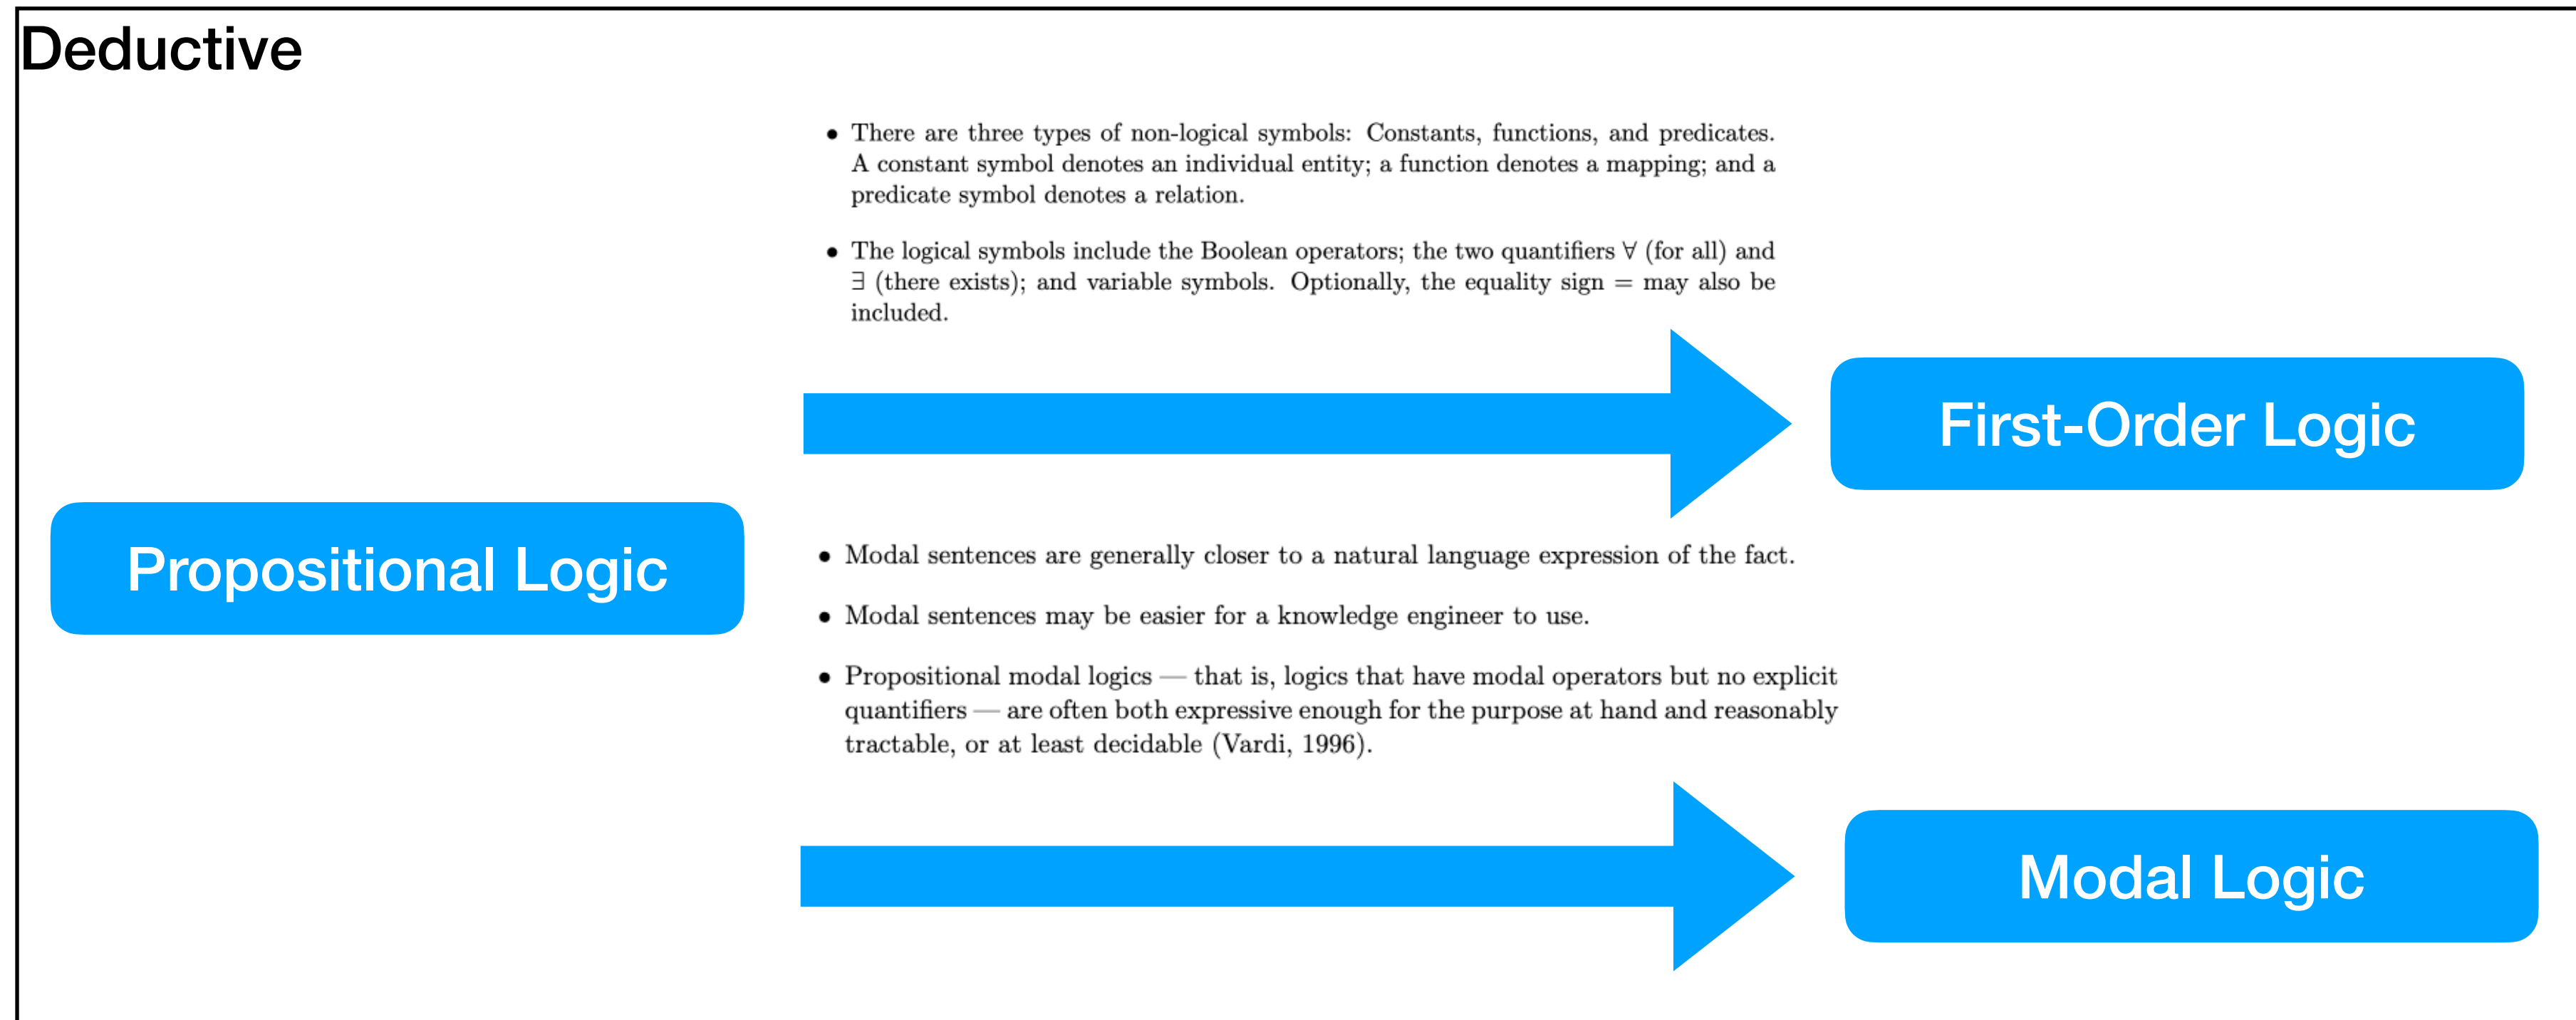 Deductive
• There are three types of non-logical symbols: Constants, functions, and predicates.
A constant symbol denotes an individual entity; a function denotes a mapping; and a
predicate symbol denotes a relation.
• The logical symbols include the Boolean operators; the two quantifiers ∀ (for all) and
∃ (there exists); and variable symbols. Optionally, the equality sign = may also be
included.
First-Order Logic
Propositional Logic
• Modal sentences are generally closer to a natural language expression of the fact.
• Modal sentences may be easier for a knowledge engineer to use.
• Propositional modal logics — that is, logics that have modal operators but no explicit
quantifiers — are often both expressive enough for the purpose at hand and reasonably
tractable, or at least decidable (Vardi, 1996).
Modal Logic